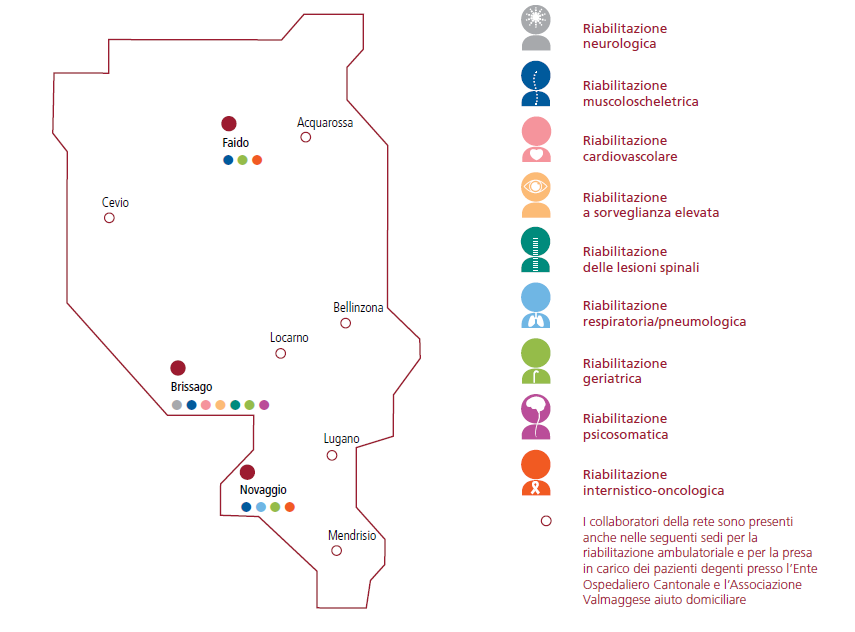 Acquarossa
Faido
Cevio
Bellinzona
Locarno
Brissago
Lugano
Novaggio
Mendrisio
Riabilitazione
neurologica
Riabilitazione
muscoloscheletrica
Riabilitazione
cardiovascolare
Riabilitazione
a sorveglianza elevata
Riabilitazione
delle lesioni spinali
Riabilitazione
respiratoria/pneumologica
Riabilitazione
geriatrica
Riabilitazione
psicosomatica
Riabilitazione
internistico-oncologica
I collaboratori della rete sono presenti
anche nelle seguenti sedi per la
riabilitazione ambulatoriale e per la presa
in carico dei pazienti degenti presso l'Ente
Ospedaliero Cantonale e l'Associazione
Valmaggese aiuto domiciliare